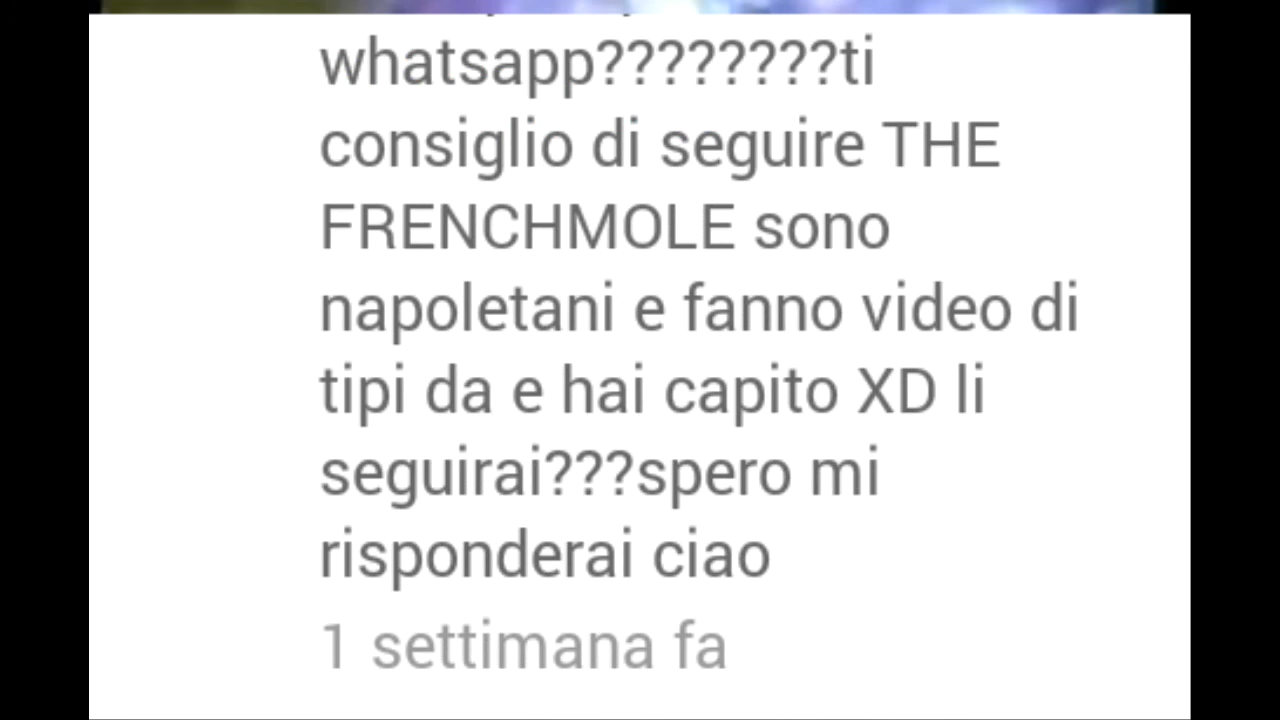 whatsapp????????ti
consiglio di seguire THE
FRENCHMOLE sono
napoletani e fanno video di
tipi da e hai capito XD li
seguirai???spero mi
risponderai ciao
1 settimana fa